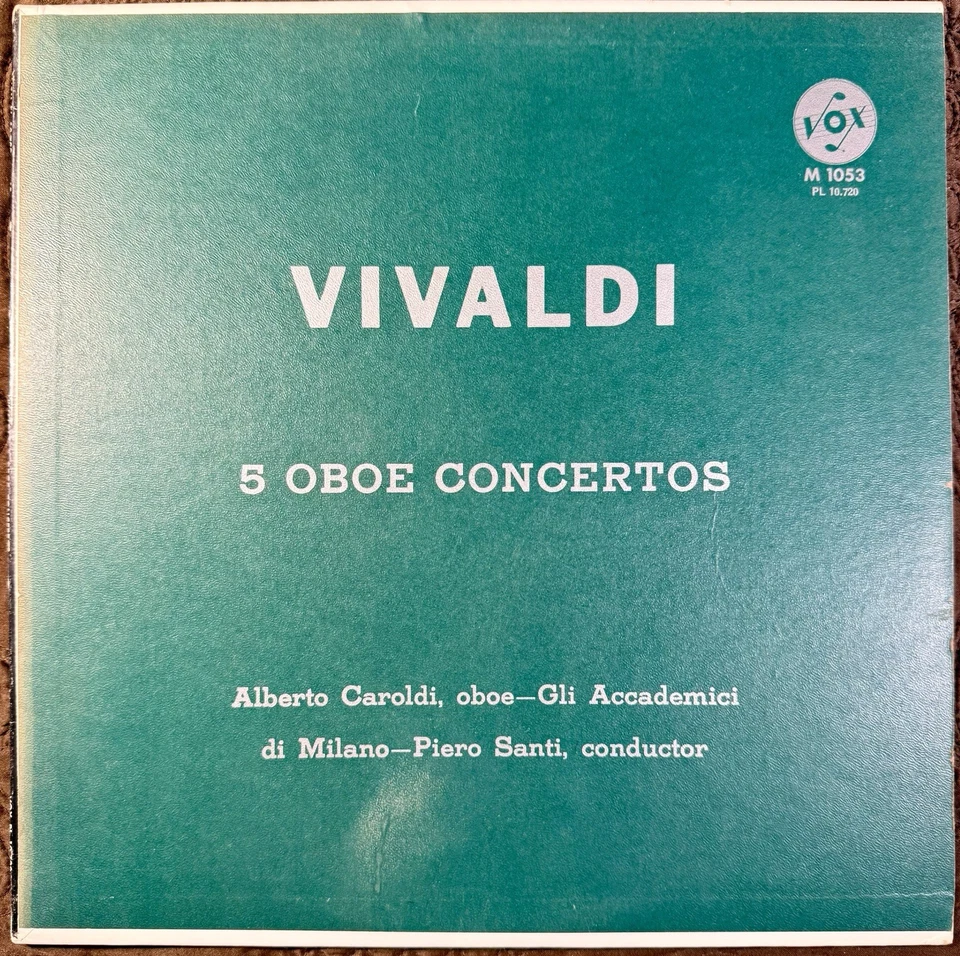 VOX
M 1053
PL 10.720
VIVALDI
5 OBOE CONCERTOS
Alberto Caroldi, oboe—Gli Accademici
di Milano—Piero Santi, conductor